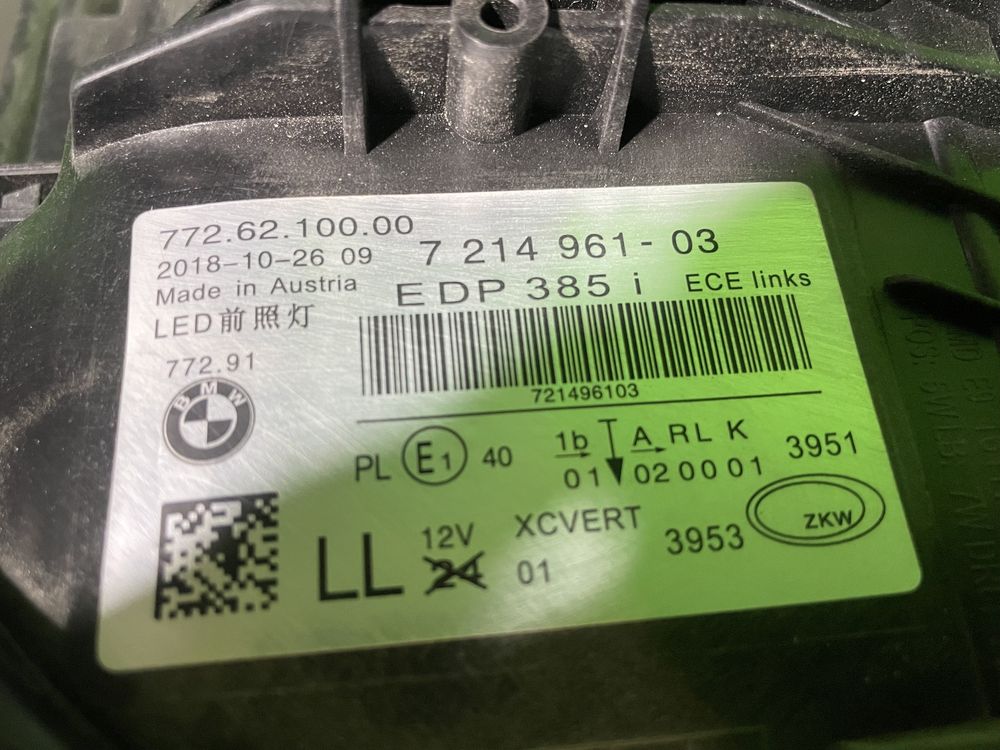 772.62.100.00
2018-10-26 09
7 214 961-03
Made in Austria
EDP 385 i
ECE links
LED前照灯
721496103
772.91
BMW
PL E1 40
1b A RL K
3951
01 02 00 01
LL
12V
24
XCVERT
01
3953
ZKW